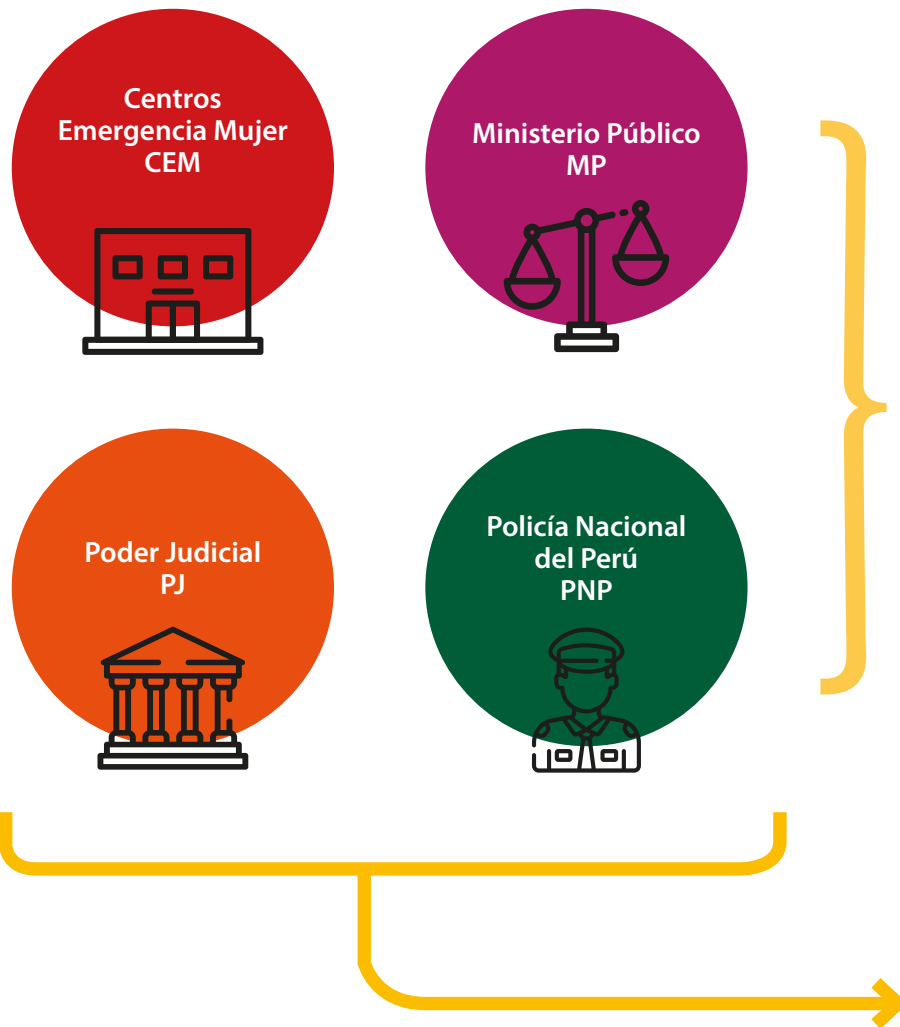 Centros
Emergencia Mujer
CEM
Ministerio Público
MP
Poder Judicial
PJ
Policía Nacional
del Perú
PNP